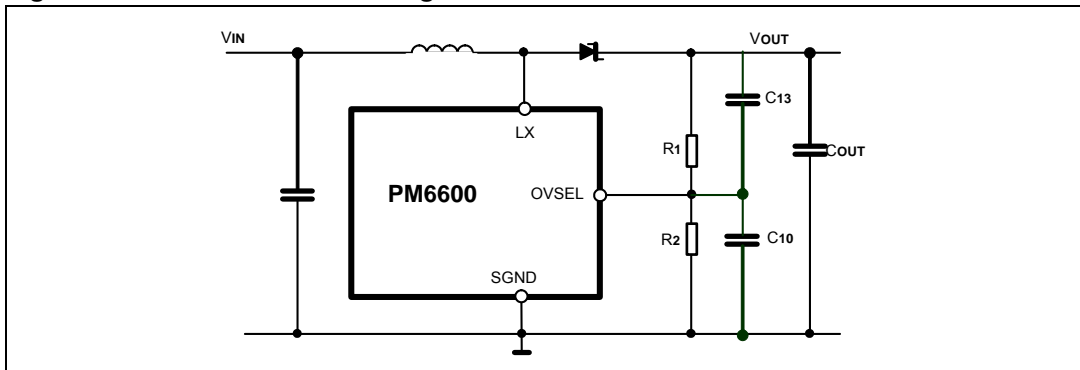 VIN
VOUT
C13
LX
R1
COUT
PM6600
OVSEL
R2
C10
SGND